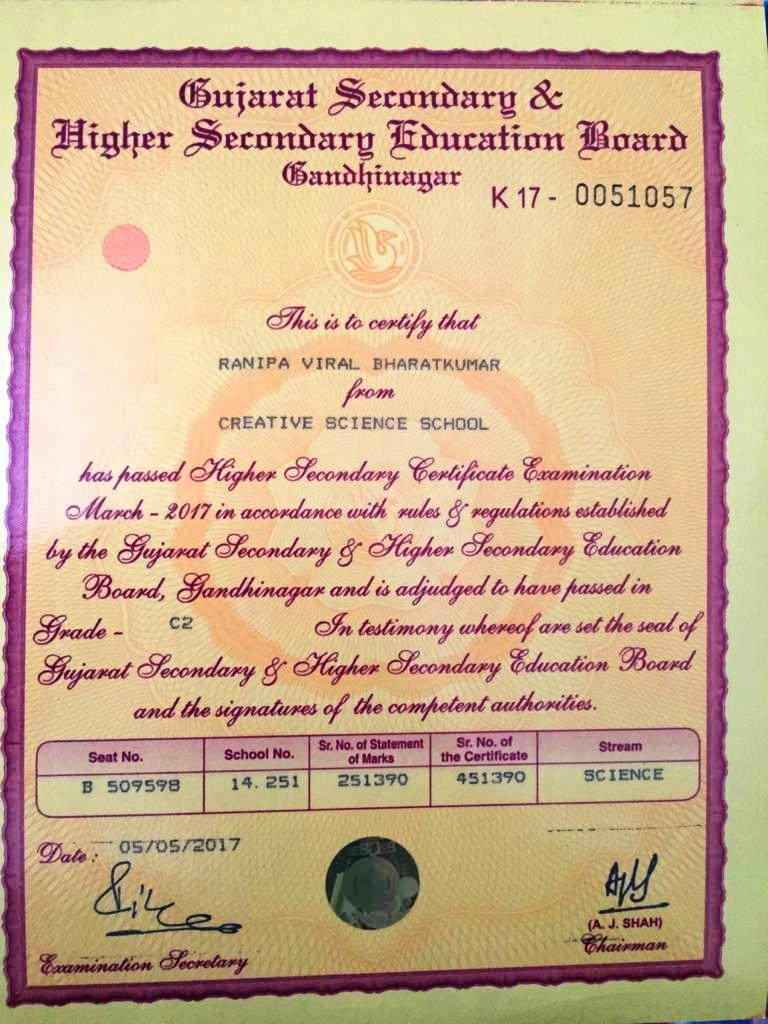 Gujarat Secondary &
Higher Secondary Education Board
Gandhinagar
K 17 - 0051057
This is to certify that
RANIPA VIRAL BHARATKUMAR
from
CREATIVE SCIENCE SCHOOL
has passed Higher Secondary Certificate Examination
March - 2017 in accordance with rules & regulations established
by the Gujarat Secondary & Higher Secondary Education
Board, Gandhinagar and is adjudged to have passed in
Grade - C2 In testimony whereof are set the seal of
Gujarat Secondary & Higher Secondary Education Board
and the signatures of the competent authorities.
Seat No. School No. Sr. No. of Statement of Marks Sr. No. of the Certificate Stream
B 509598 14.251 251390 451390 SCIENCE
Date : 05/05/2017
(A. J. SHAH)
Chairman
Examination Secretary